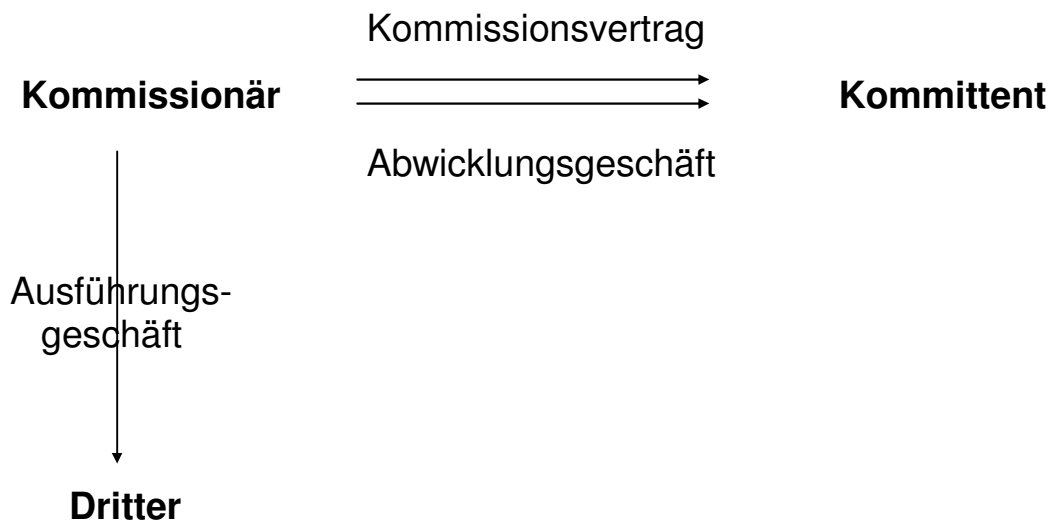 Kommissionsvertrag
Kommissionär
Kommittent
Abwicklungsgeschäft
Ausführungs-
geschäft
Dritter